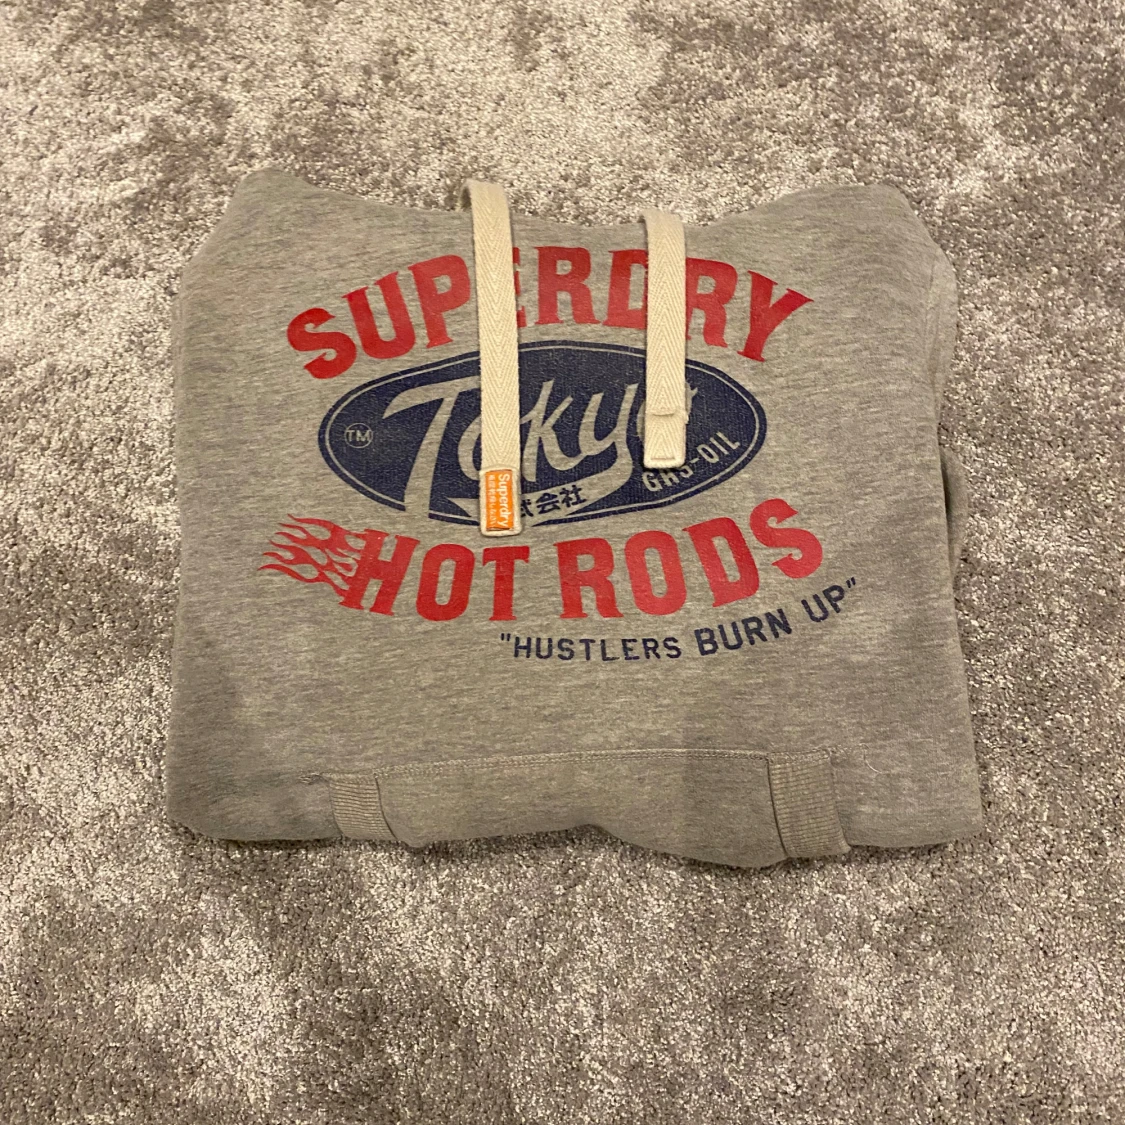 SUPERDRY
TM
Tokyo
GAS-OIL
式会社
Superdry
HOT RODS
"HUSTLERS BURN UP"